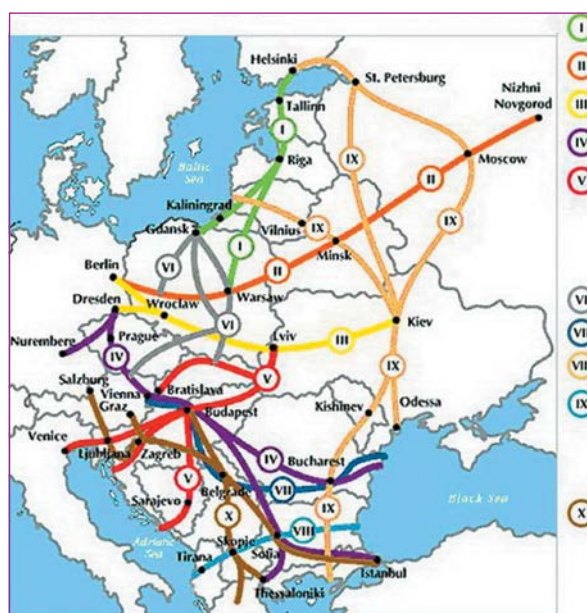 Helsinki
St. Petersburg
I
II
III
IV
V
Nizhni
Novgorod
Tallinn
I
Baltic
Sea
Riga
IX
II
Moscow
Kaliningrad
Gdansk
Vilnius
IX
IX
Minsk
VI
I
II
Berlin
Warsaw
Dresden
Wroclaw
VI
Kiev
Prague
Lviv
III
Nuremberg
IV
V
IX
Salzburg
Bratislava
Vienna
Graz
Budapest
Kishinev
Odessa
Venice
Ljubljana
Zagreb
IV
Bucharest
V
Belgrade
VII
Sarajevo
X
IX
Black Sea
Adriatic
Sea
Skopje
VIII
Tirana
Sofia
Istanbul
Thessaloniki
VI
VII
VII
IX
X